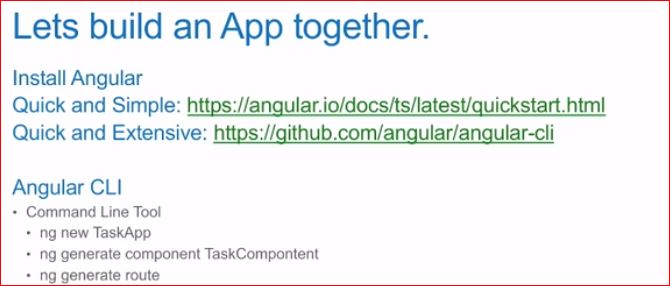 Lets build an App together.
Install Angular
Quick and Simple: https://angular.io/docs/ts/latest/quickstart.html
Quick and Extensive: https://github.com/angular/angular-cli
Angular CLI
• Command Line Tool
• ng new TaskApp
• ng generate component TaskCompontent
• ng generate route